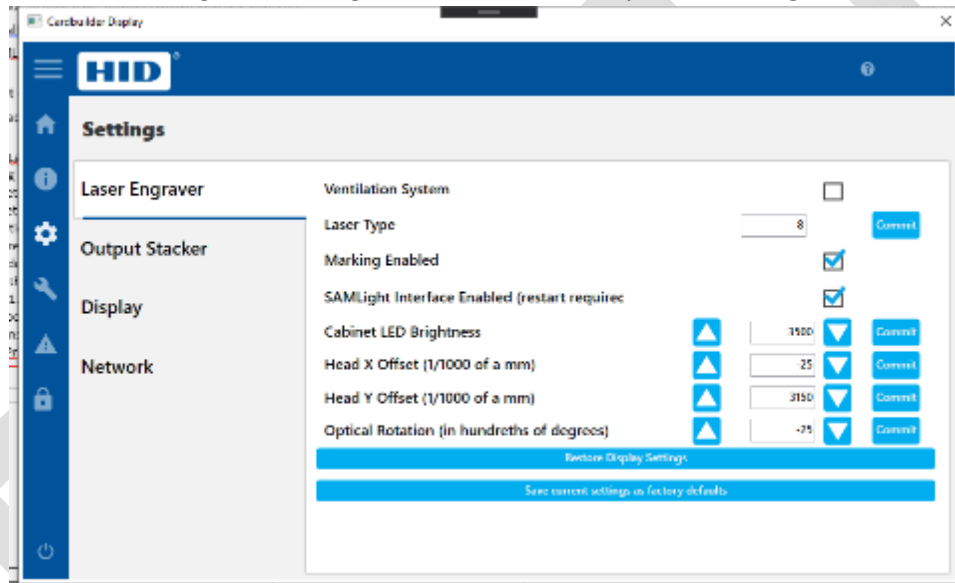 Cardbuilder Display
HID
Settings
Laser Engraver
Ventilation System
Laser Type 8 Commit
Output Stacker
Marking Enabled
SAMLight Interface Enabled (restart requirec
Display
Cabinet LED Brightness 3500 Commit
Network
Head X Offset (1/1000 of a mm) -25 Commit
Head Y Offset (1/1000 of a mm) 3150 Commit
Optical Rotation (in hundreths of degrees) -25 Commit
Restore Display Settings
Save current settings as factory defaults